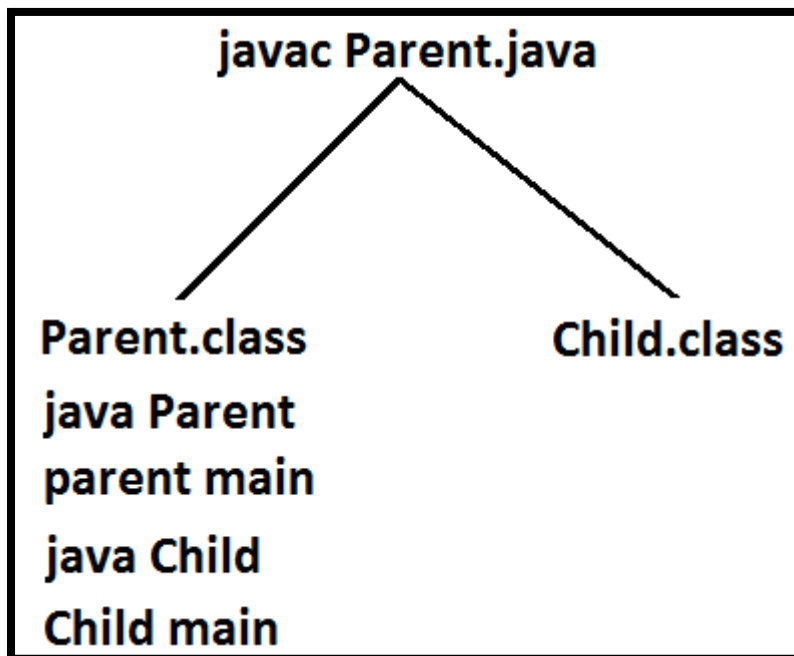 javac Parent.java
Parent.class
Child.class
java Parent
parent main
java Child
Child main